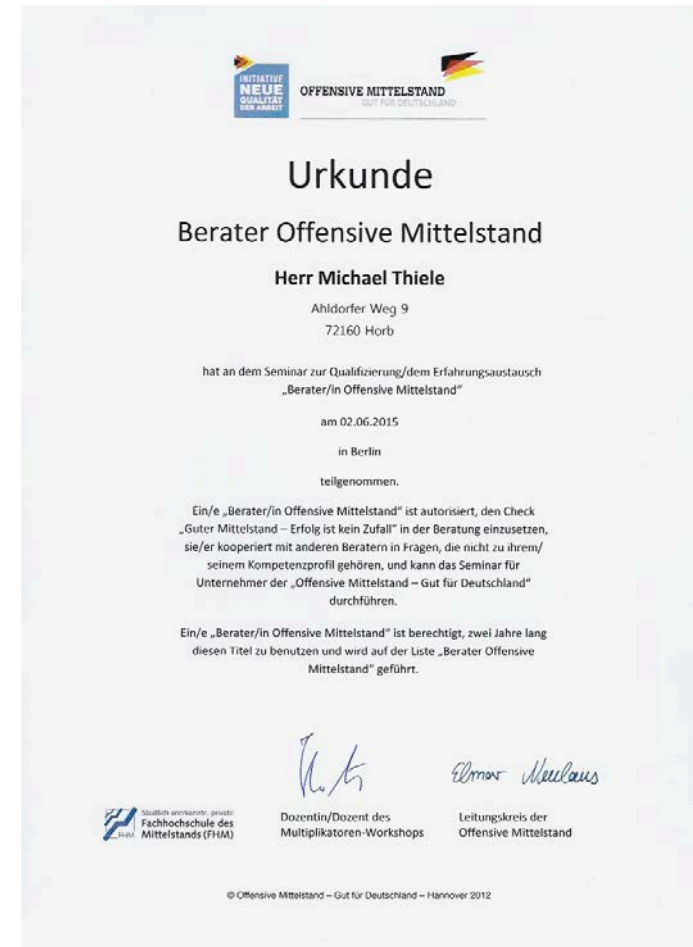 INITIATIVE
NEUE
QUALITÄT
DER ARBEIT
OFFENSIVE MITTELSTAND
GUT FÜR DEUTSCHLAND
Urkunde
Berater Offensive Mittelstand
Herr Michael Thiele
Ahldorfer Weg 9
72160 Horb
hat an dem Seminar zur Qualifizierung/dem Erfahrungsaustausch
„Berater/in Offensive Mittelstand“
am 02.06.2015
in Berlin
teilgenommen.
Ein/e „Berater/in Offensive Mittelstand“ ist autorisiert, den Check
„Guter Mittelstand – Erfolg ist kein Zufall“ in der Beratung einzusetzen,
sie/er kooperiert mit anderen Beratern in Fragen, die nicht zu ihrem/
seinem Kompetenzprofil gehören, und kann das Seminar für
Unternehmer der „Offensive Mittelstand – Gut für Deutschland“
durchführen.
Ein/e „Berater/in Offensive Mittelstand“ ist berechtigt, zwei Jahre lang
diesen Titel zu benutzen und wird auf der Liste „Berater Offensive
Mittelstand“ geführt.
Elmar Neulaus
Staatlich anerkannte, private
Fachhochschule des
Mittelstands (FHM)
FHM
Dozentin/Dozent des
Multiplikatoren-Workshops
Leitungskreis der
Offensive Mittelstand
© Offensive Mittelstand – Gut für Deutschland – Hannover 2012